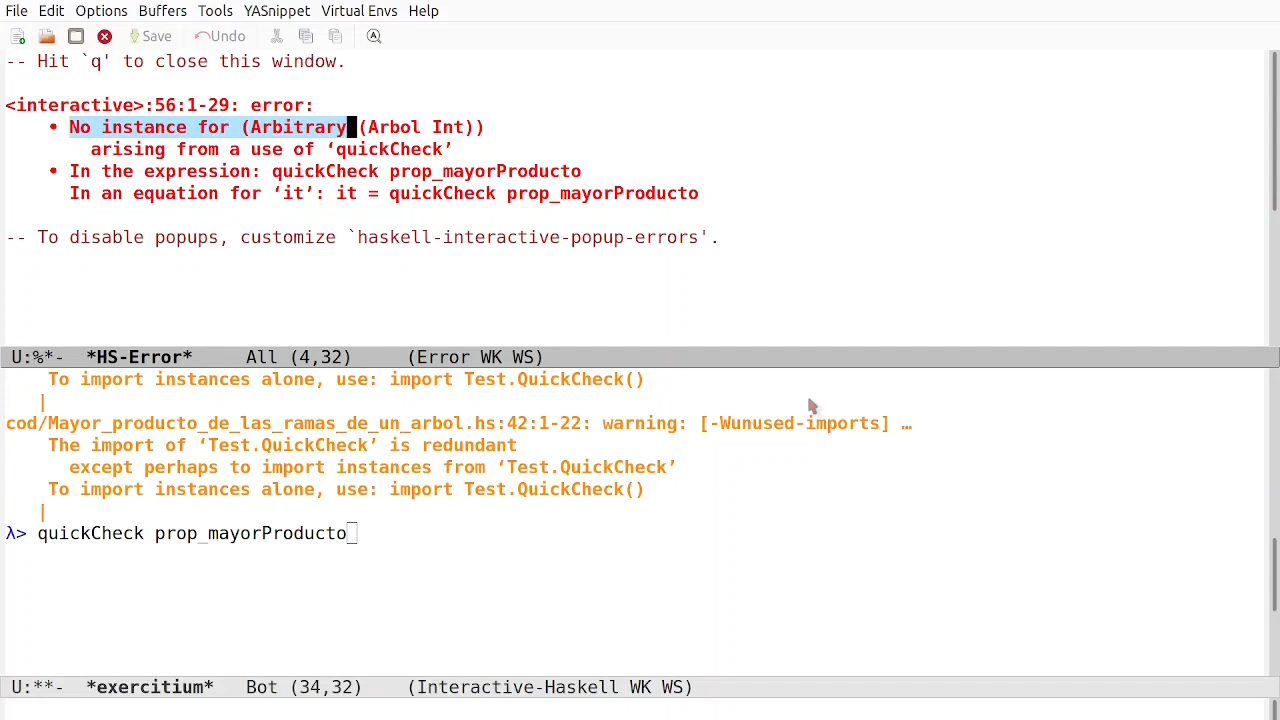 File Edit Options Buffers Tools YASnippet Virtual Envs Help
Save Undo
-- Hit `q' to close this window.
<interactive>:56:1-29: error:
• No instance for (Arbitrary (Arbol Int))
arising from a use of ‘quickCheck’
• In the expression: quickCheck prop_mayorProducto
In an equation for ‘it’: it = quickCheck prop_mayorProducto
-- To disable popups, customize `haskell-interactive-popup-errors'.
U:%*- *HS-Error* All (4,32) (Error WK WS)
To import instances alone, use: import Test.QuickCheck()
|
cod/Mayor_producto_de_las_ramas_de_un_arbol.hs:42:1-22: warning: [-Wunused-imports] …
The import of ‘Test.QuickCheck’ is redundant
except perhaps to import instances from ‘Test.QuickCheck’
To import instances alone, use: import Test.QuickCheck()
|
λ> quickCheck prop_mayorProducto
U:**- *exercitium* Bot (34,32) (Interactive-Haskell WK WS)